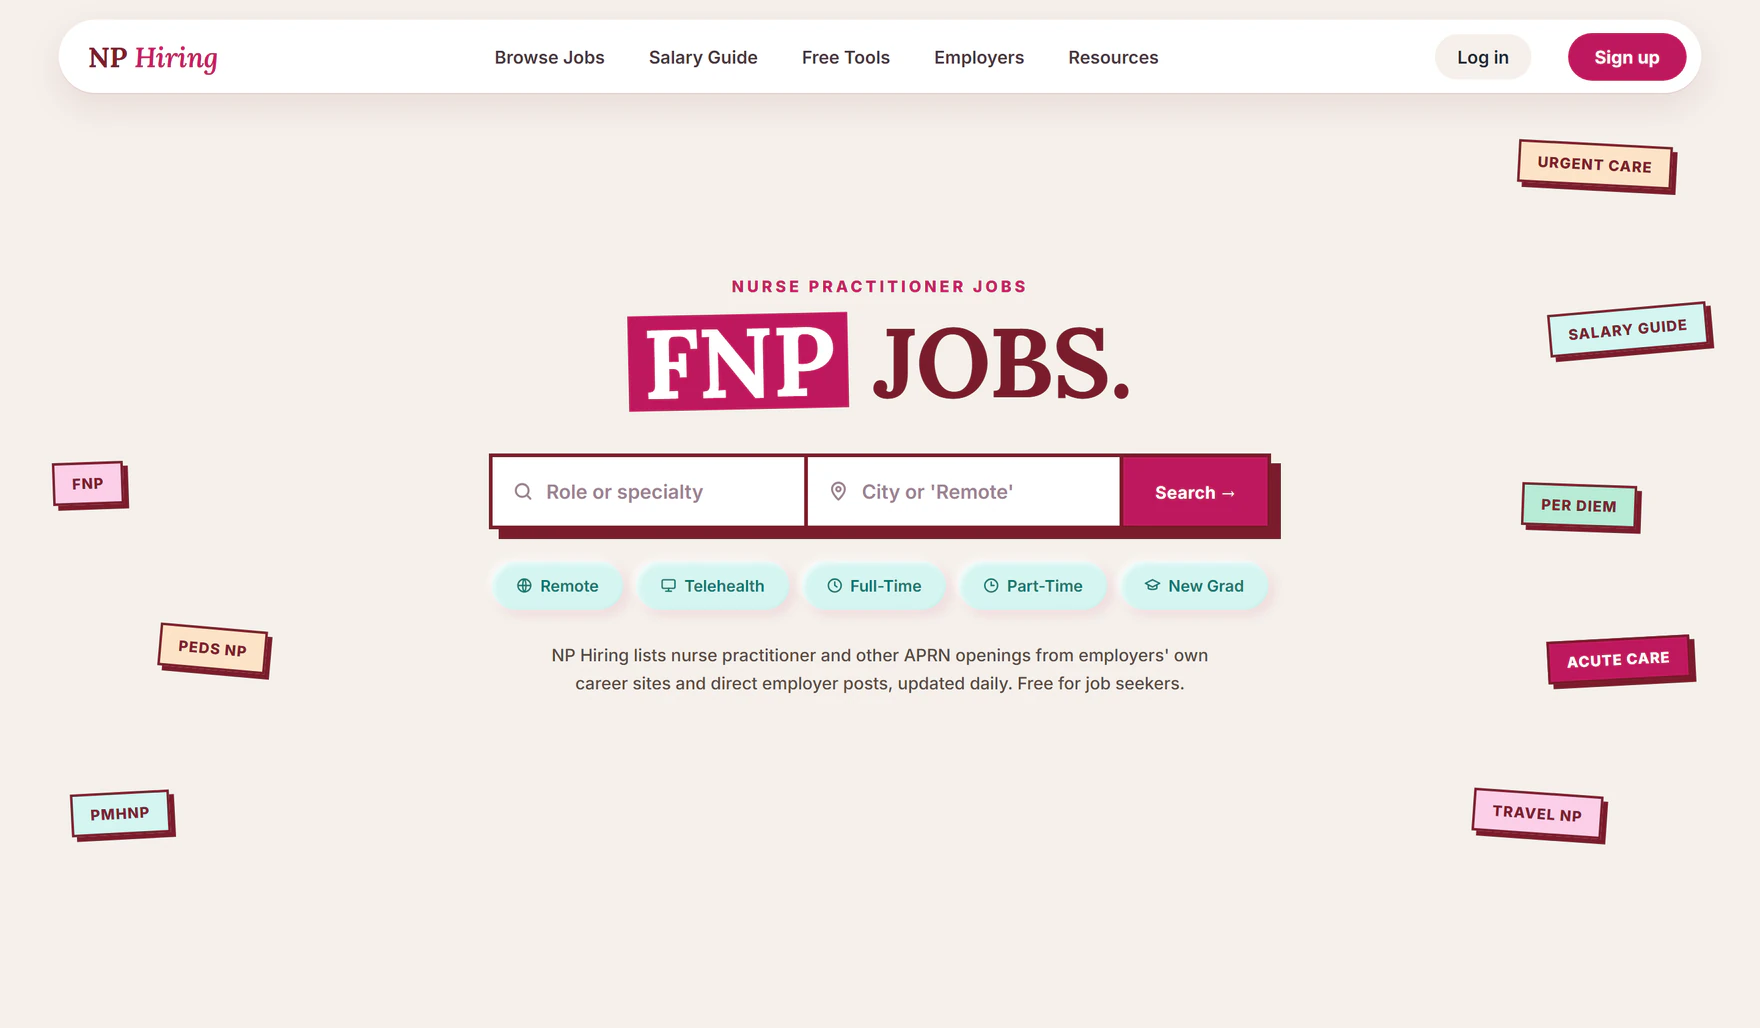 NP Hiring
Browse Jobs
Salary Guide
Free Tools
Employers
Resources
Log in
Sign up
URGENT CARE
NURSE PRACTITIONER JOBS
SALARY GUIDE
FNP JOBS.
FNP
Role or specialty
City or 'Remote'
Search →
PER DIEM
Remote
Telehealth
Full-Time
Part-Time
New Grad
PEDS NP
NP Hiring lists nurse practitioner and other APRN openings from employers' own
career sites and direct employer posts, updated daily. Free for job seekers.
ACUTE CARE
PMHNP
TRAVEL NP